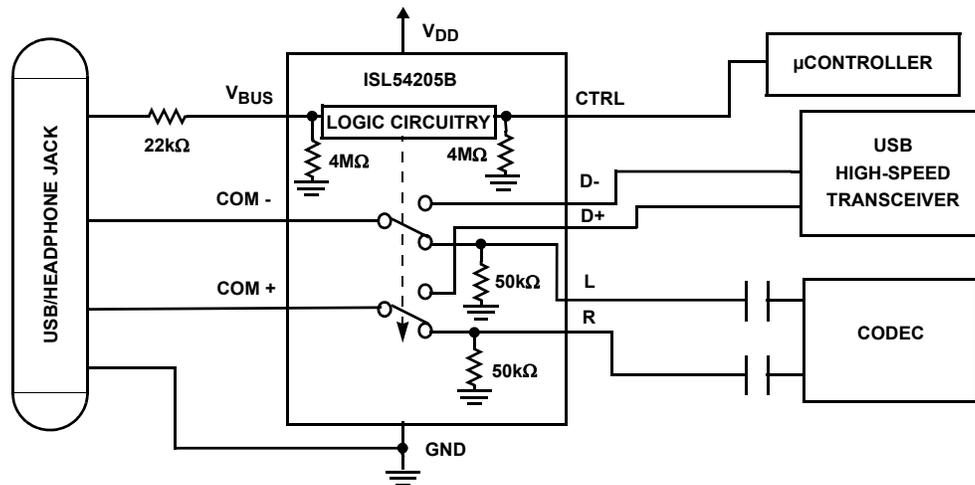 V_DD
ISL54205B
µCONTROLLER
V_BUS
CTRL
LOGIC CIRCUITRY
22kΩ
4MΩ
4MΩ
USB
HIGH-SPEED
TRANSCEIVER
D-
COM -
D+
USB/HEADPHONE JACK
50kΩ
L
COM +
R
CODEC
50kΩ
GND